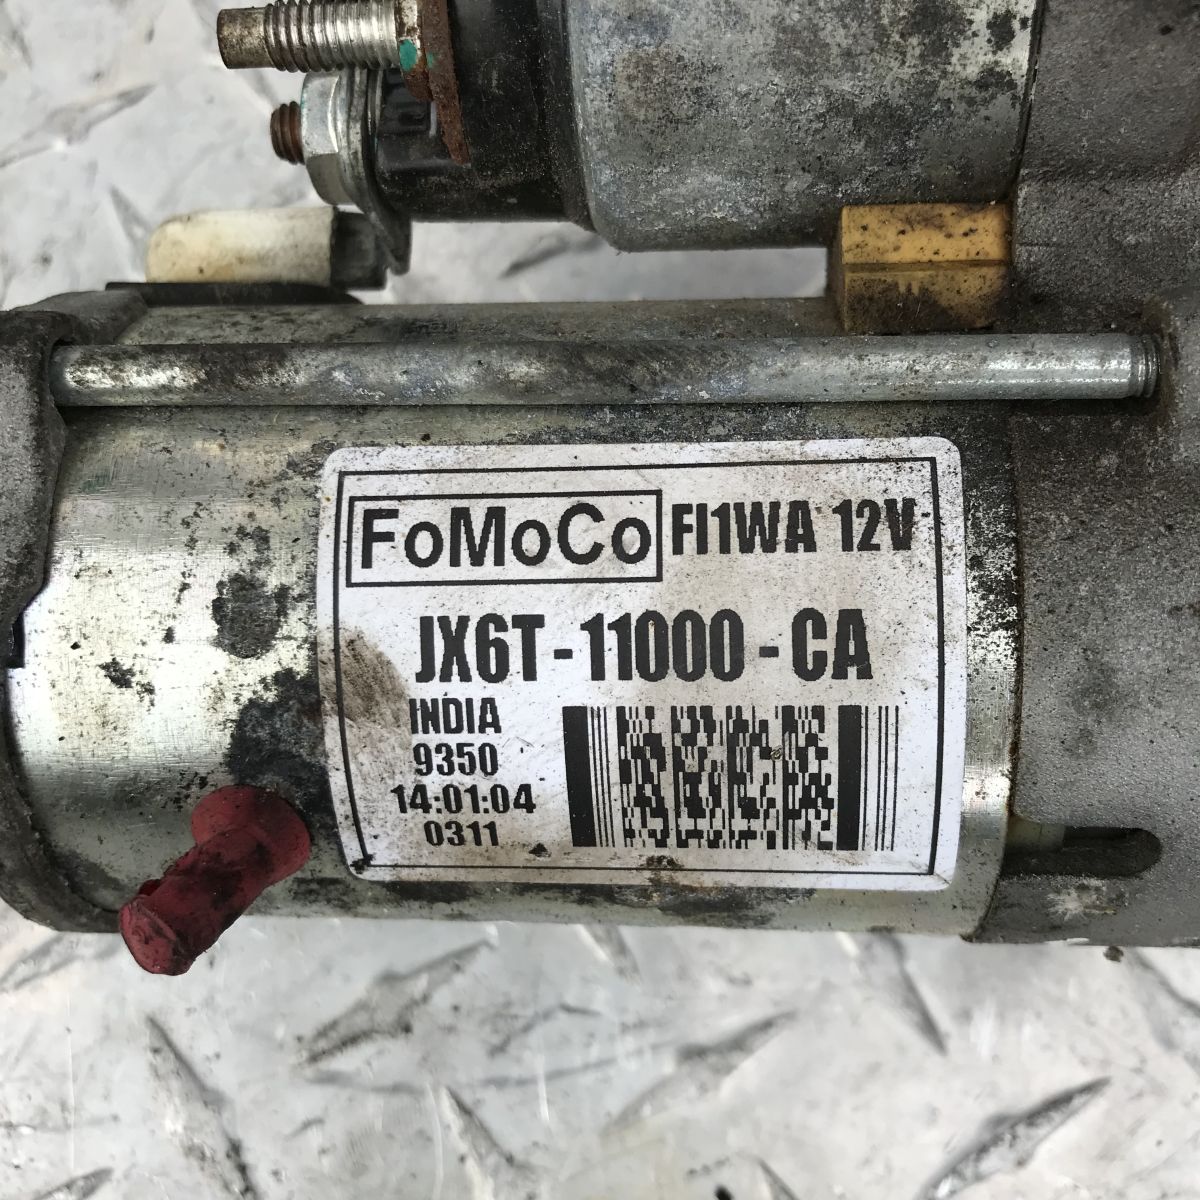 FoMoCo FI1WA 12V
JX6T-11000-CA
INDIA
9350
14:01:04
0311